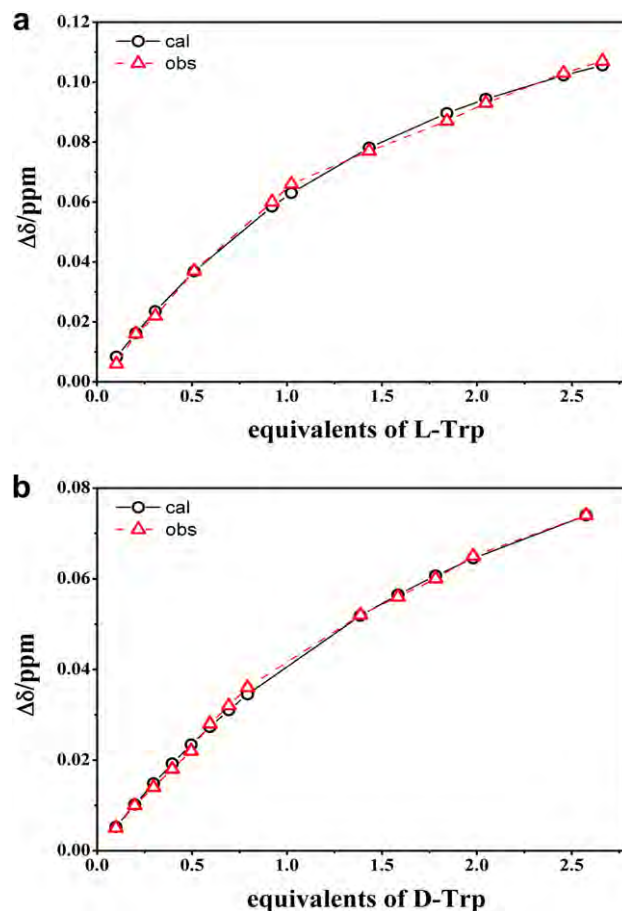 a
cal
obs
0.12
0.10
0.08
0.06
0.04
0.02
0.00
Δδ/ppm
0.0 0.5 1.0 1.5 2.0 2.5
equivalents of L-Trp
b
cal
obs
0.08
0.06
0.04
0.02
0.00
Δδ/ppm
0.0 0.5 1.0 1.5 2.0 2.5
equivalents of D-Trp